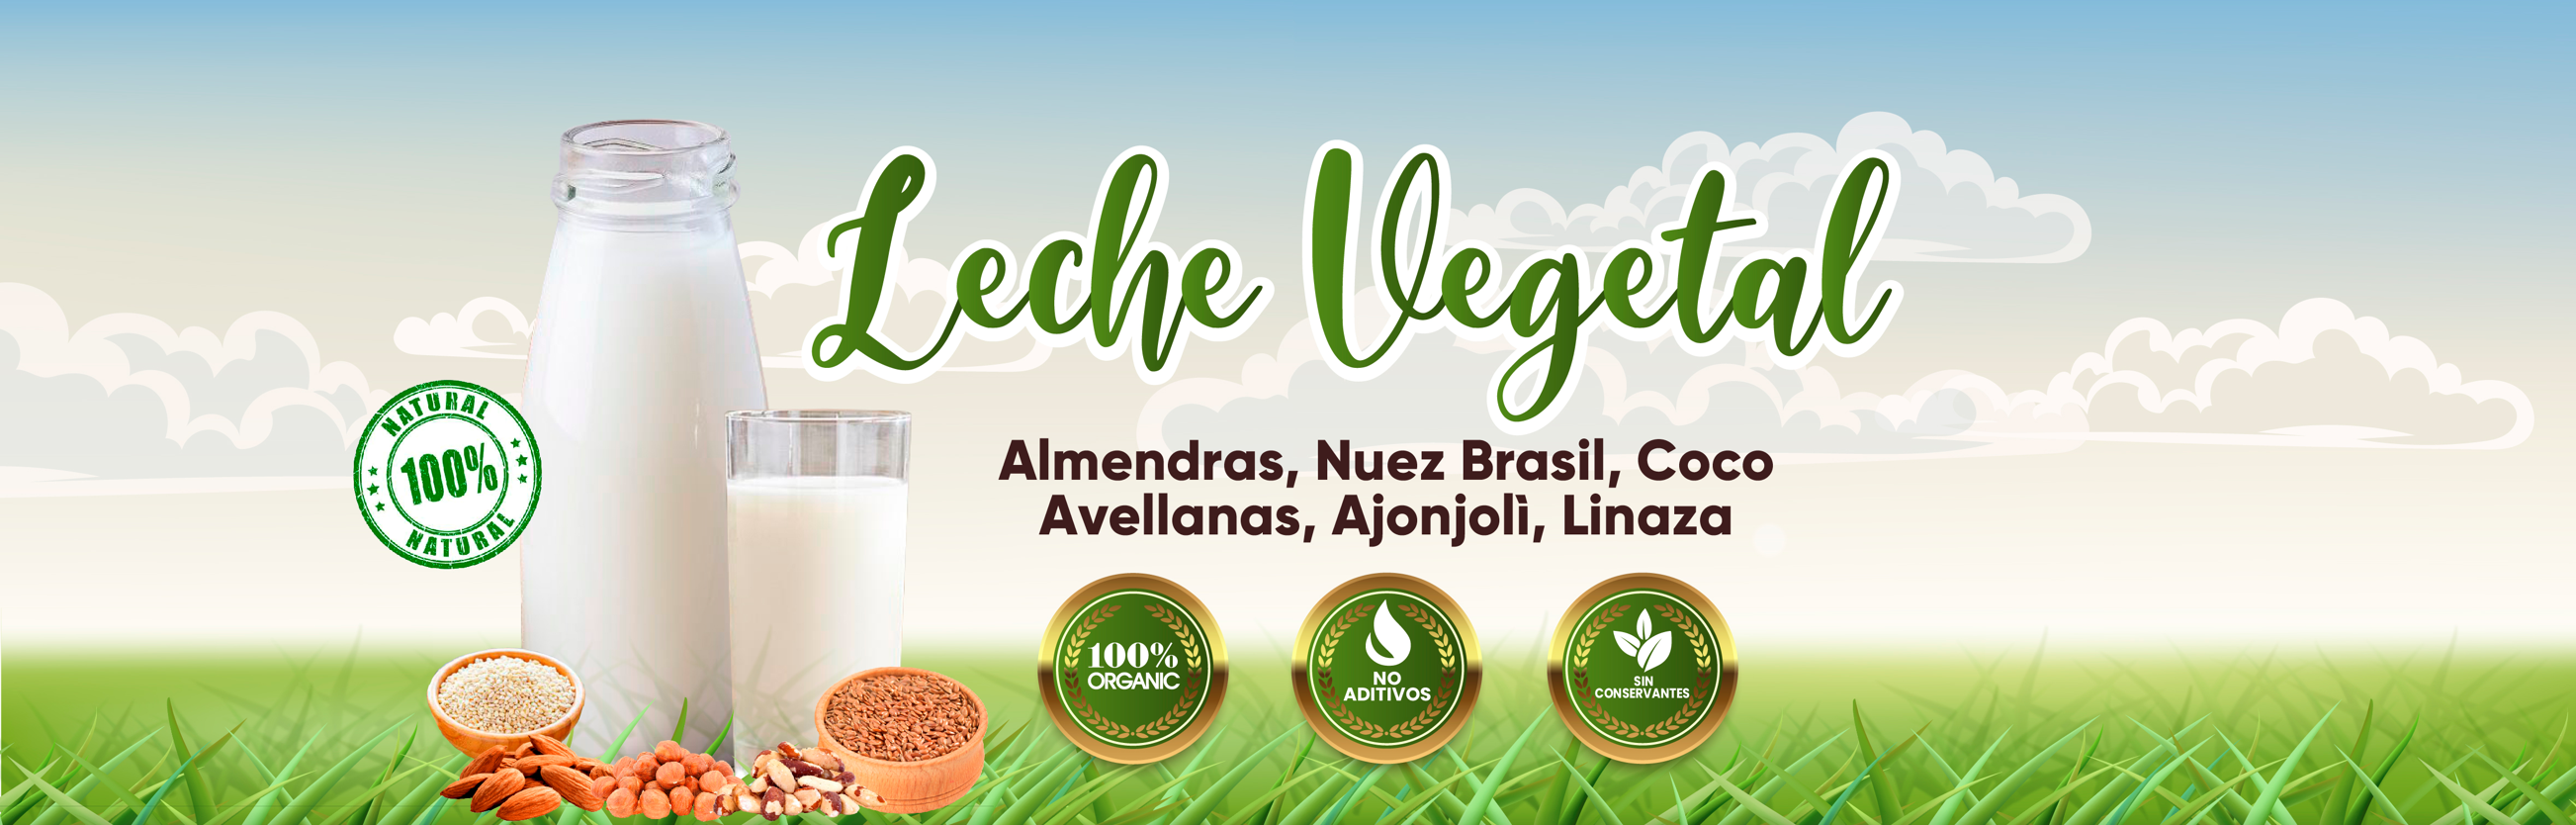 Leche Vegetal
NATURAL
100%
NATURAL
Almendras, Nuez Brasil, Coco
Avellanas, Ajonjolì, Linaza
100%
ORGANIC
NO
ADITIVOS
SIN
CONSERVANTES